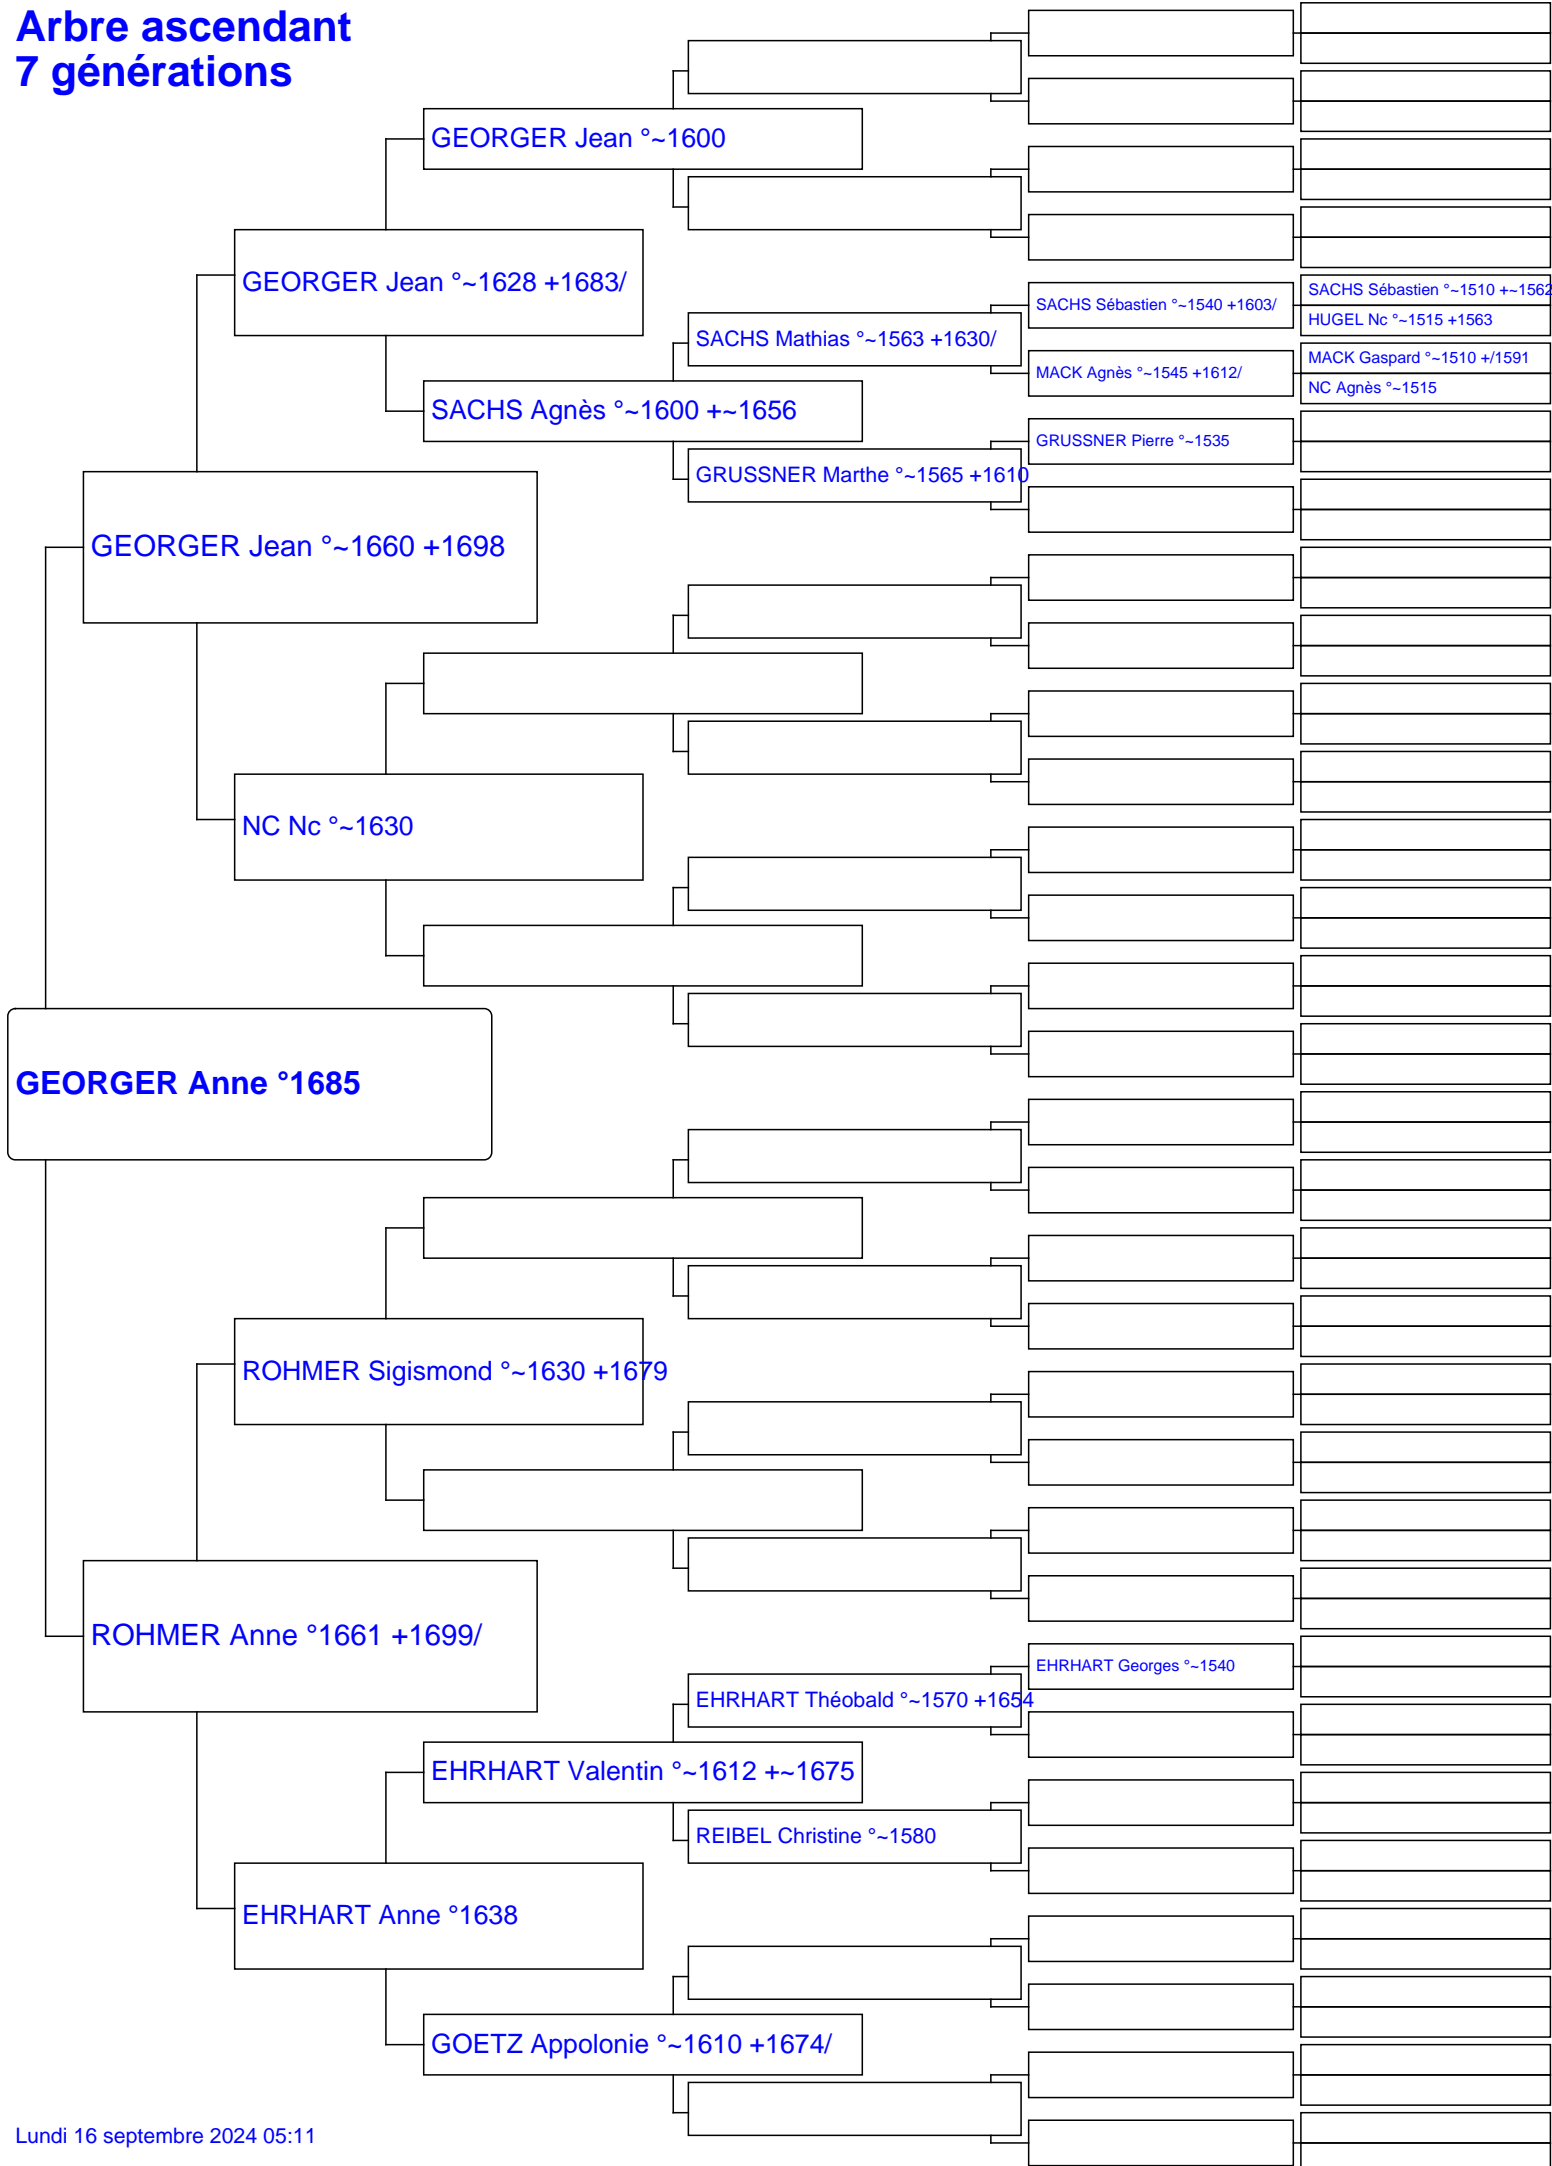 Arbre ascendant
7 générations
GEORGER Jean °~1600
GEORGER Jean °~1628 +1683/
SACHS Sébastien °~1510 +~1562
SACHS Sébastien °~1540 +1603/
HUGEL Nc °~1515 +1563
SACHS Mathias °~1563 +1630/
MACK Gaspard °~1510 +/1591
MACK Agnès °~1545 +1612/
NC Agnès °~1515
SACHS Agnès °~1600 +~1656
GRUSSNER Pierre °~1535
GRUSSNER Marthe °~1565 +1610
GEORGER Jean °~1660 +1698
NC Nc °~1630
GEORGER Anne °1685
ROHMER Sigismond °~1630 +1679
ROHMER Anne °1661 +1699/
EHRHART Georges °~1540
EHRHART Théobald °~1570 +1654
EHRHART Valentin °~1612 +~1675
REIBEL Christine °~1580
EHRHART Anne °1638
GOETZ Appolonie °~1610 +1674/
Lundi 16 septembre 2024 05:11